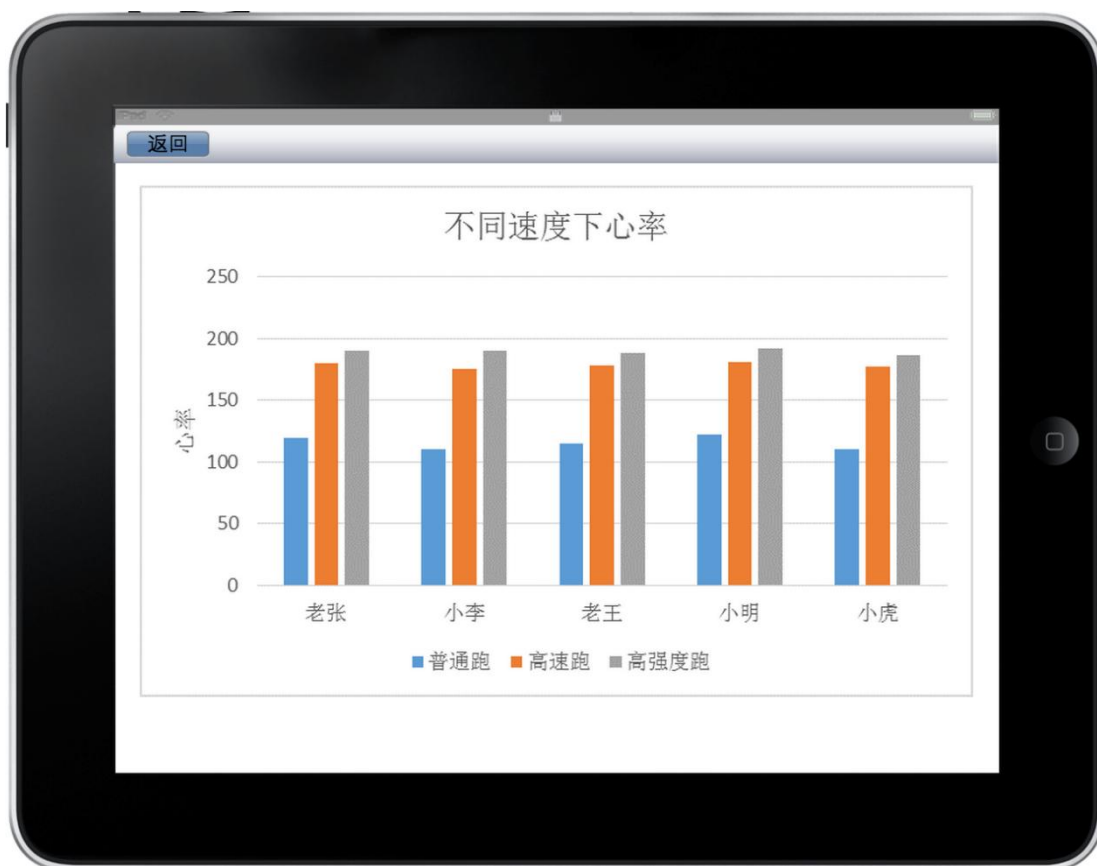 iPad
返回
不同速度下心率
250
200
150
100
50
0
心率
老张 小李 老王 小明 小虎
普通跑 高速跑 高强度跑